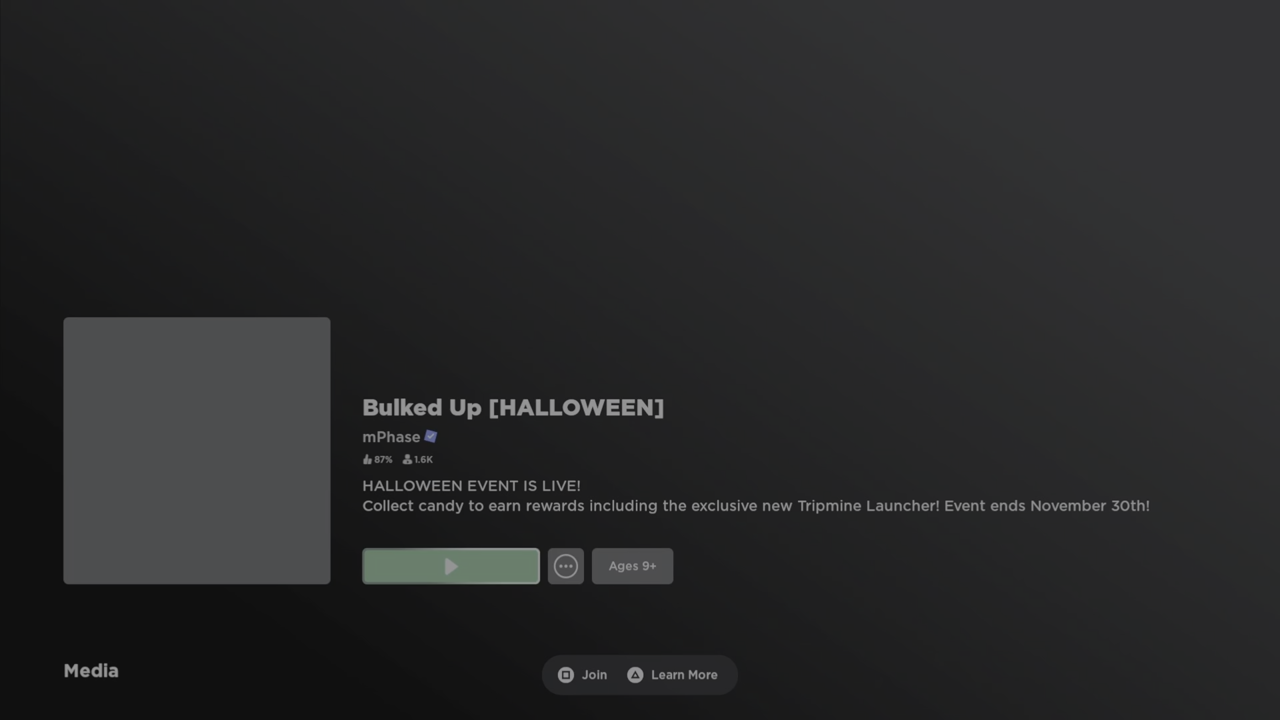 Bulked Up [HALLOWEEN]
mPhase
87% 1.6K
HALLOWEEN EVENT IS LIVE!
Collect candy to earn rewards including the exclusive new Tripmine Launcher! Event ends November 30th!
Ages 9+
Media
Join Learn More